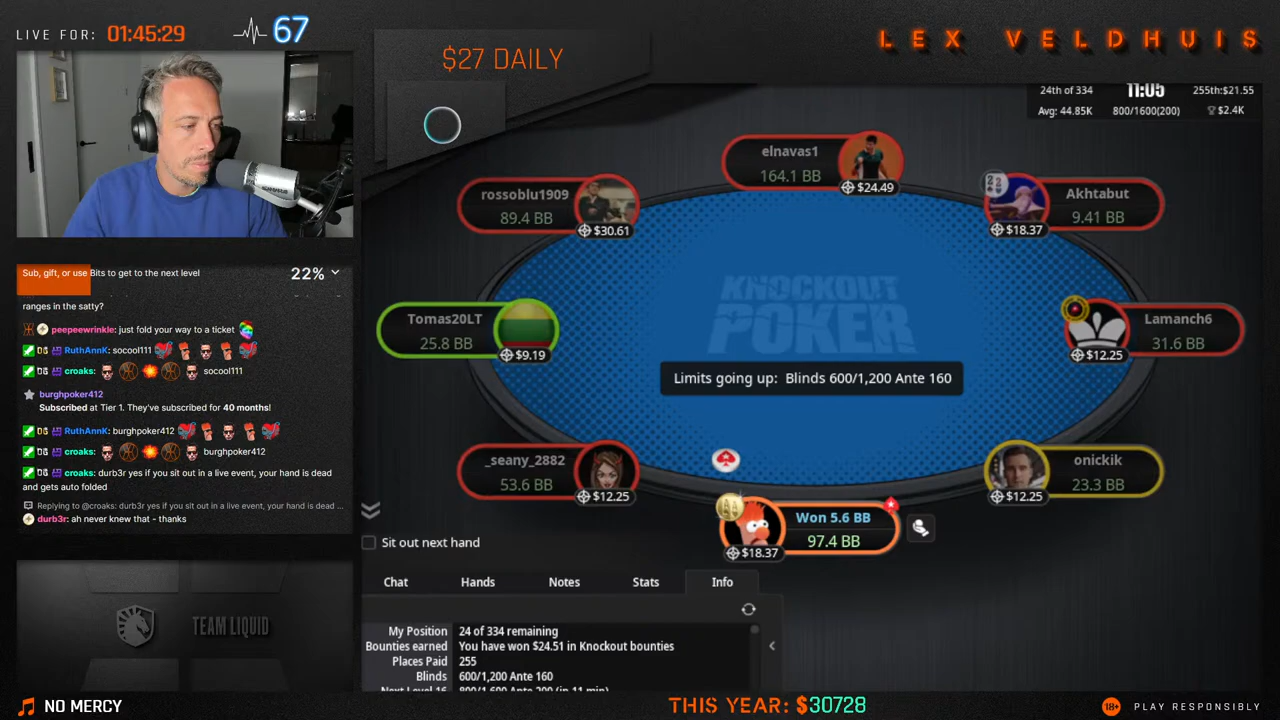 LIVE FOR: 01:45:29 67
$27 DAILY
LEX VELDHUIS
24th of 334 11:05 255th:$21.55
Avg: 44.85K 800/1600(200) $2.4K
elnavas1
164.1 BB
$24.49
rossoblu1909
89.4 BB
$30.61
Akhtabut
9.41 BB
$18.37
Tomas20LT
25.8 BB
$9.19
KNOCKOUT
POKER
Lamanch6
31.6 BB
$12.25
Limits going up: Blinds 600/1,200 Ante 160
_seany_2882
53.6 BB
$12.25
onickik
23.3 BB
$12.25
Won 5.6 BB
97.4 BB
$18.37
Sub, gift, or use Bits to get to the next level 22%
ranges in the satty?
peepeewrinkle: just fold your way to a ticket
RuthAnnK: socool111
croaks: socool111
burghpoker412
Subscribed at Tier 1. They've subscribed for 40 months!
RuthAnnK: burghpoker412
croaks: burghpoker412
croaks: durb3r yes if you sit out in a live event, your hand is dead
and gets auto folded
Replying to @croaks: durb3r yes if you sit out in a live event, your hand is dead ...
durb3r: ah never knew that - thanks
Sit out next hand
Chat Hands Notes Stats Info
My Position 24 of 334 remaining
Bounties earned You have won $24.51 in Knockout bounties
Places Paid 255
Blinds 600/1,200 Ante 160
Next Level 16 800/1,600 Ante 200 (in 11 min)
TEAM LIQUID
NO MERCY
THIS YEAR: $30728
18+ PLAY RESPONSIBLY